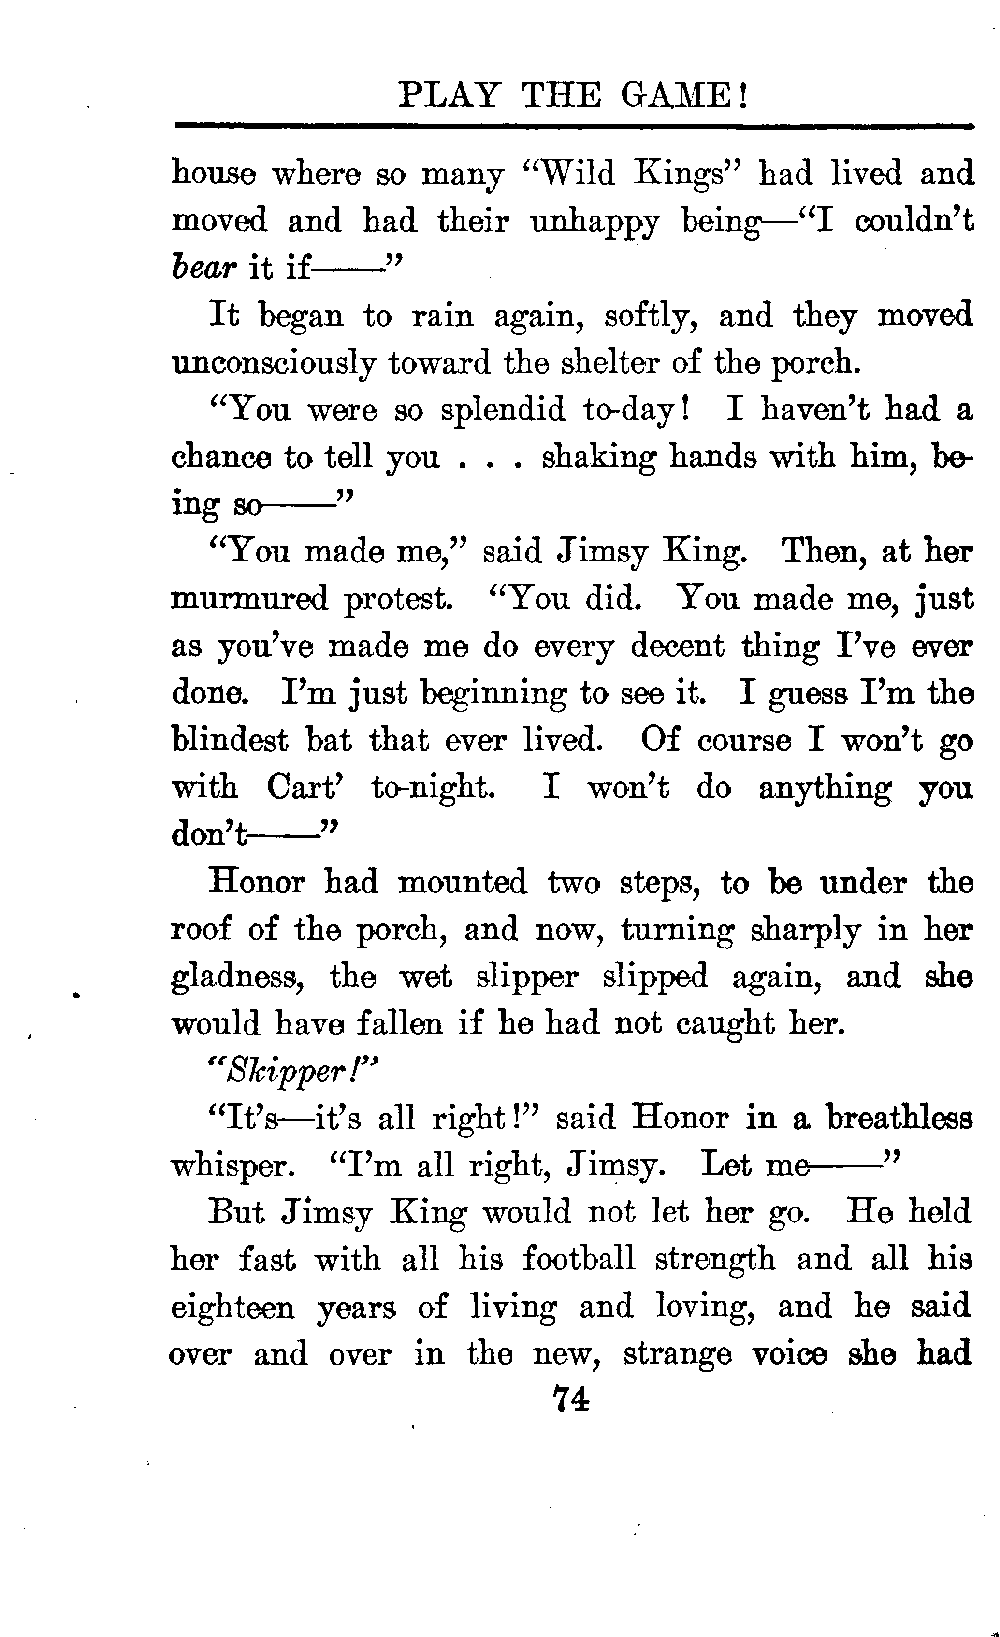 PLAY THE GAME!
house where so many “Wild Kings” had lived and
moved and had their unhappy being—“I couldn’t
bear it if——”
It began to rain again, softly, and they moved
unconsciously toward the shelter of the porch.
“You were so splendid to-day! I haven’t had a
chance to tell you . . . shaking hands with him, be-
ing so——”
“You made me,” said Jimsy King. Then, at her
murmured protest. “You did. You made me, just
as you’ve made me do every decent thing I’ve ever
done. I’m just beginning to see it. I guess I’m the
blindest bat that ever lived. Of course I won’t go
with Cart’ to-night. I won’t do anything you
don’t——”
Honor had mounted two steps, to be under the
roof of the porch, and now, turning sharply in her
gladness, the wet slipper slipped again, and she
would have fallen if he had not caught her.
“Skipper!”
“It’s—it’s all right!” said Honor in a breathless
whisper. “I’m all right, Jimsy. Let me——”
But Jimsy King would not let her go. He held
her fast with all his football strength and all his
eighteen years of living and loving, and he said
over and over in the new, strange voice she had
74